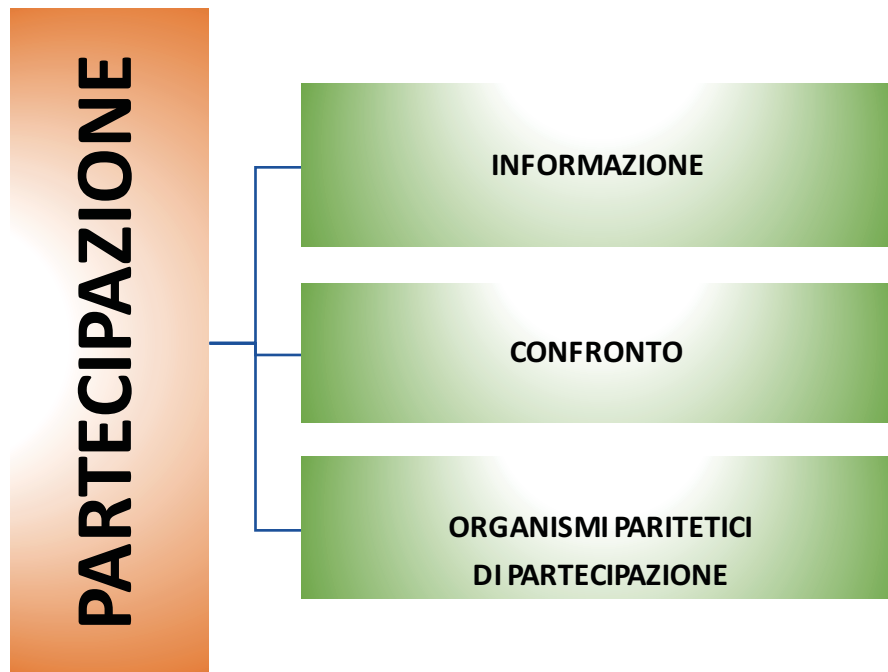 PARTECIPAZIONE
INFORMAZIONE
CONFRONTO
ORGANISMI PARITETICI
DI PARTECIPAZIONE